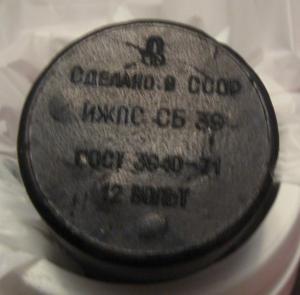 СДЕЛАНО В СССР
ИЖПС СБ 39
ГОСТ 3940-71
12 ВОЛЬТ